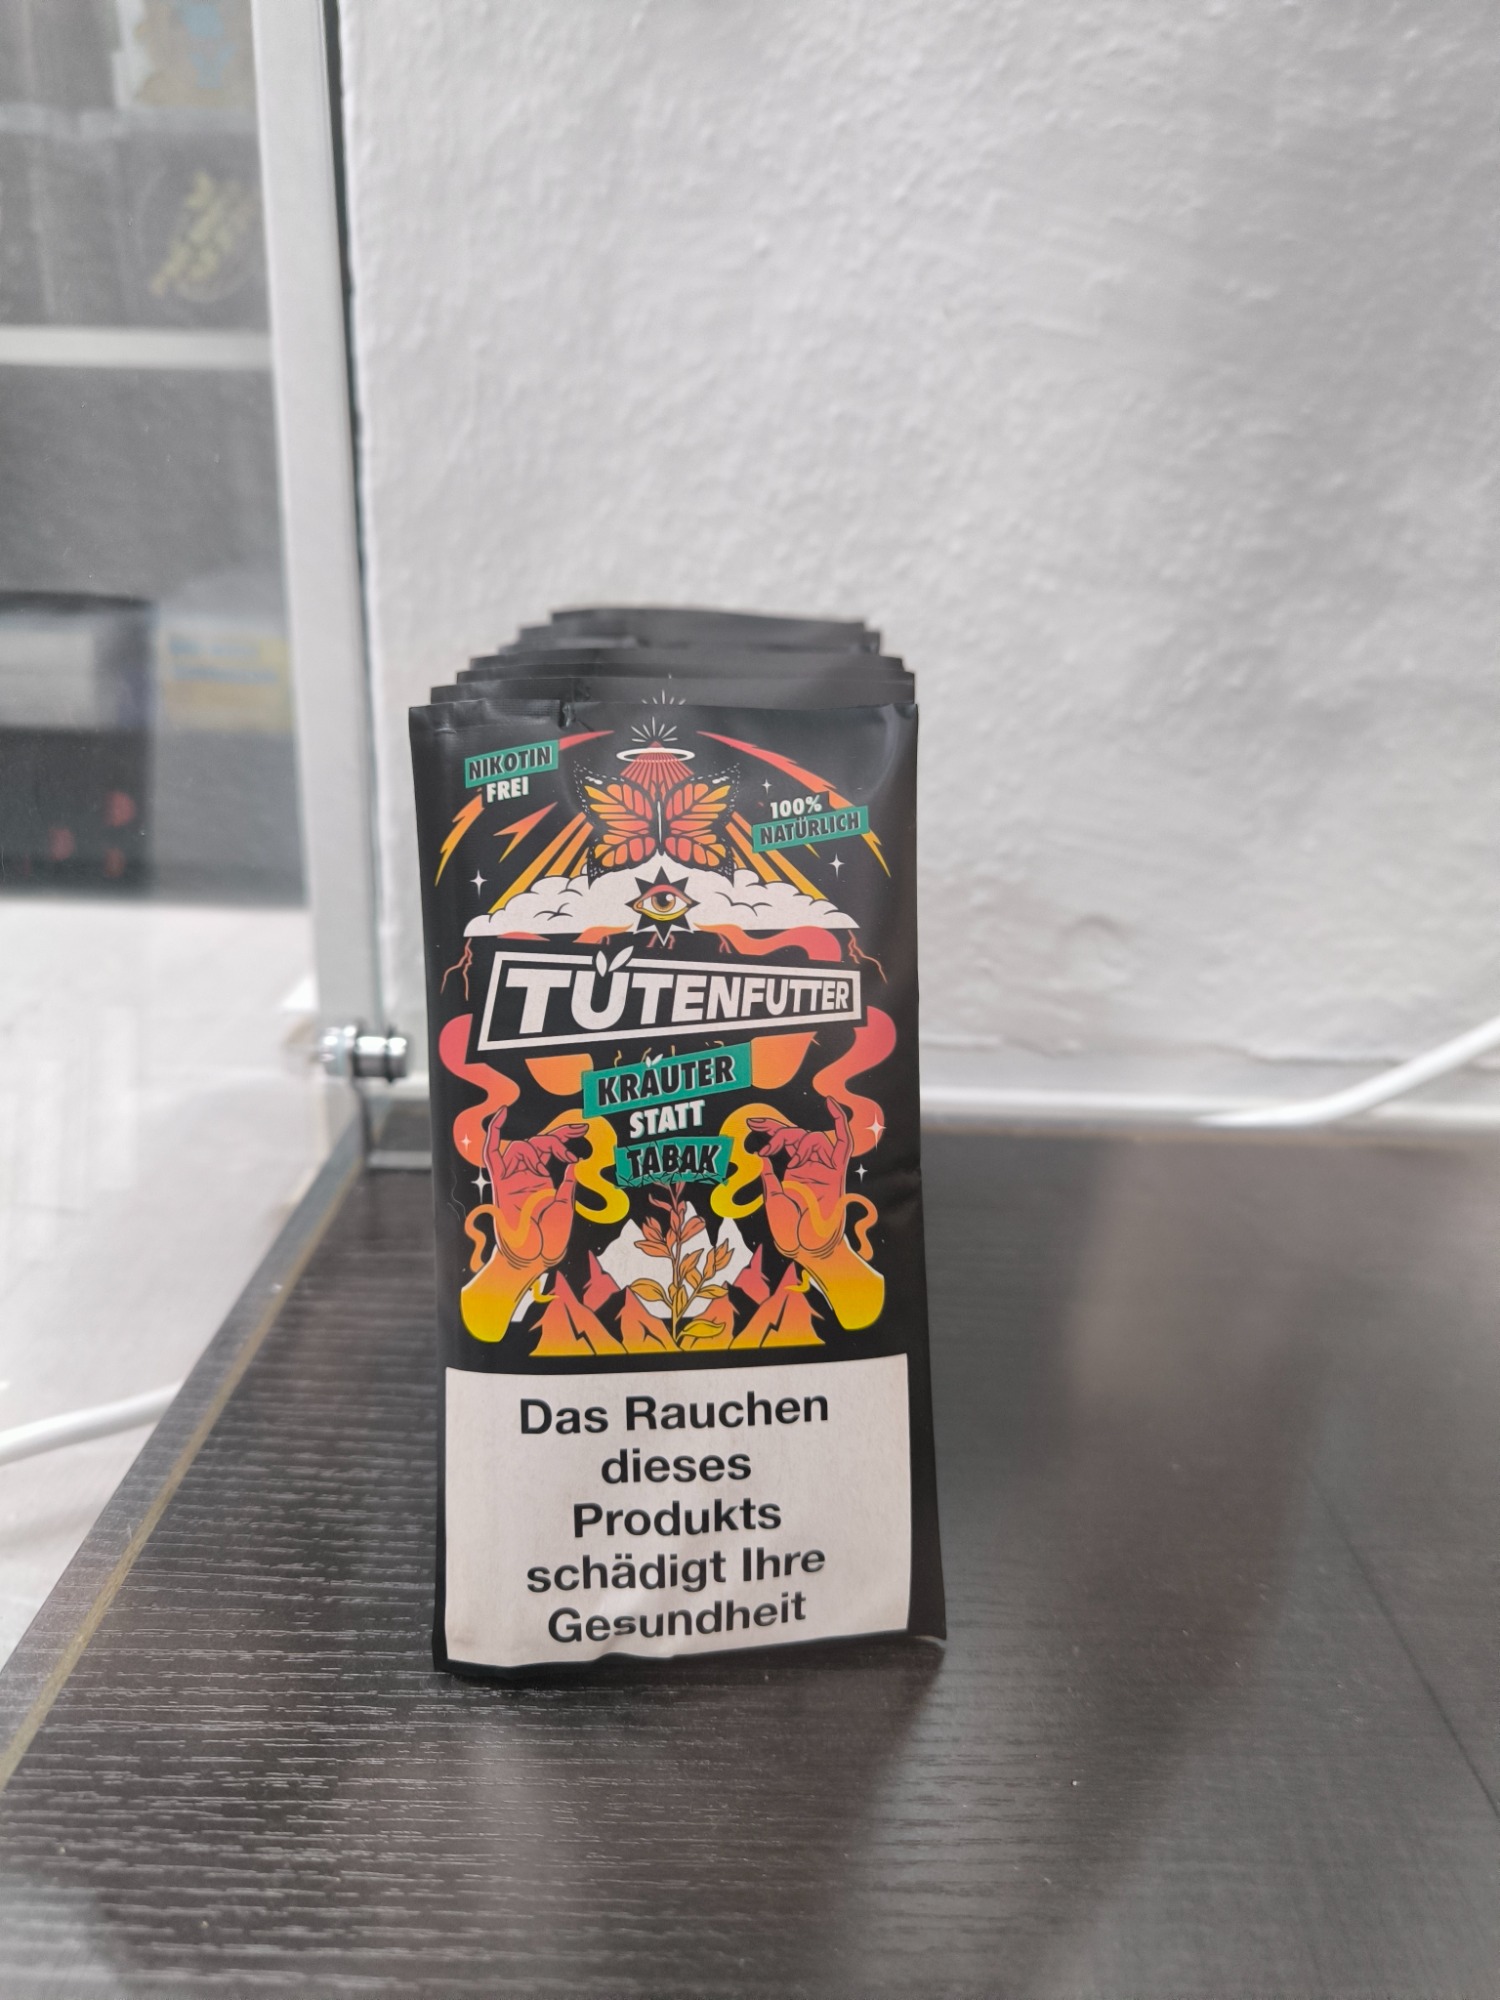 NIKOTIN
FREI
100%
NATÜRLICH
TÜTENFUTTER
KRÄUTER
STATT
TABAK
Das Rauchen
dieses
Produkts
schädigt Ihre
Gesundheit